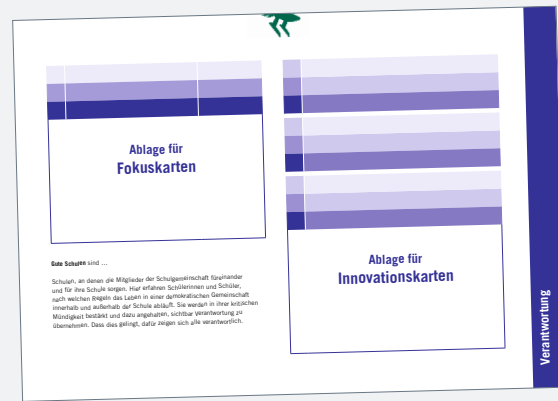 Ablage für
Fokuskarten
Gute Schulen sind ...
Schulen, an denen die Mitglieder der Schulgemeinschaft füreinander
und für ihre Schule sorgen. Hier erfahren Schülerinnen und Schüler,
nach welchen Regeln das Leben in einer demokratischen Gemeinschaft
innerhalb und außerhalb der Schule abläuft. Sie werden in ihrer kritischen
Mündigkeit bestärkt und dazu angehalten, sichtbar Verantwortung zu
übernehmen. Dass dies gelingt, dafür zeigen sich alle verantwortlich.
Ablage für
Innovationskarten
Verantwortung